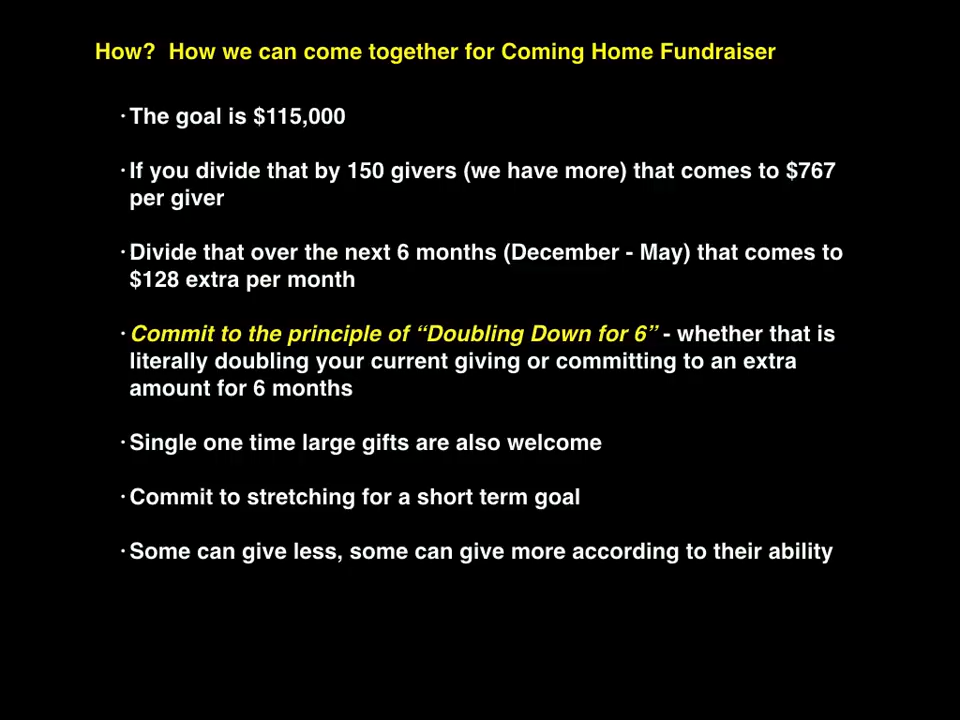 How?  How we can come together for Coming Home Fundraiser
· The goal is $115,000
· If you divide that by 150 givers (we have more) that comes to $767
per giver
· Divide that over the next 6 months (December - May) that comes to
$128 extra per month
· Commit to the principle of “Doubling Down for 6” - whether that is
literally doubling your current giving or committing to an extra
amount for 6 months
· Single one time large gifts are also welcome
· Commit to stretching for a short term goal
· Some can give less, some can give more according to their ability